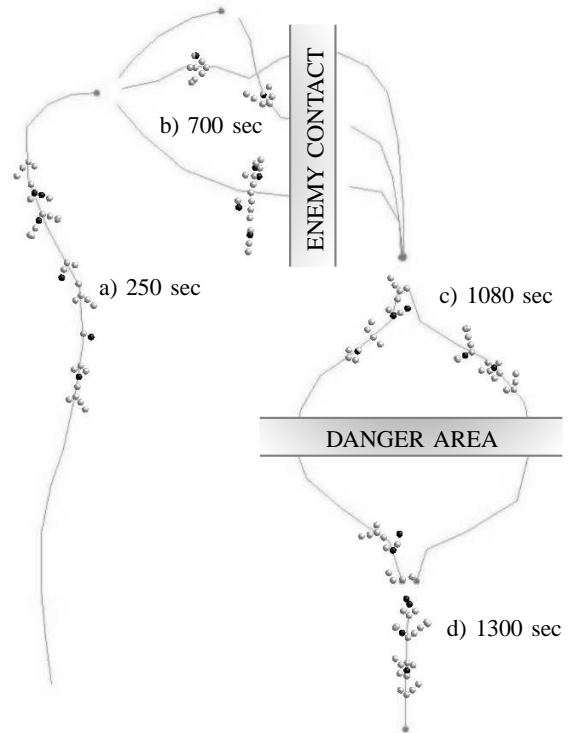 b) 700 sec
ENEMY CONTACT
a) 250 sec
c) 1080 sec
DANGER AREA
d) 1300 sec